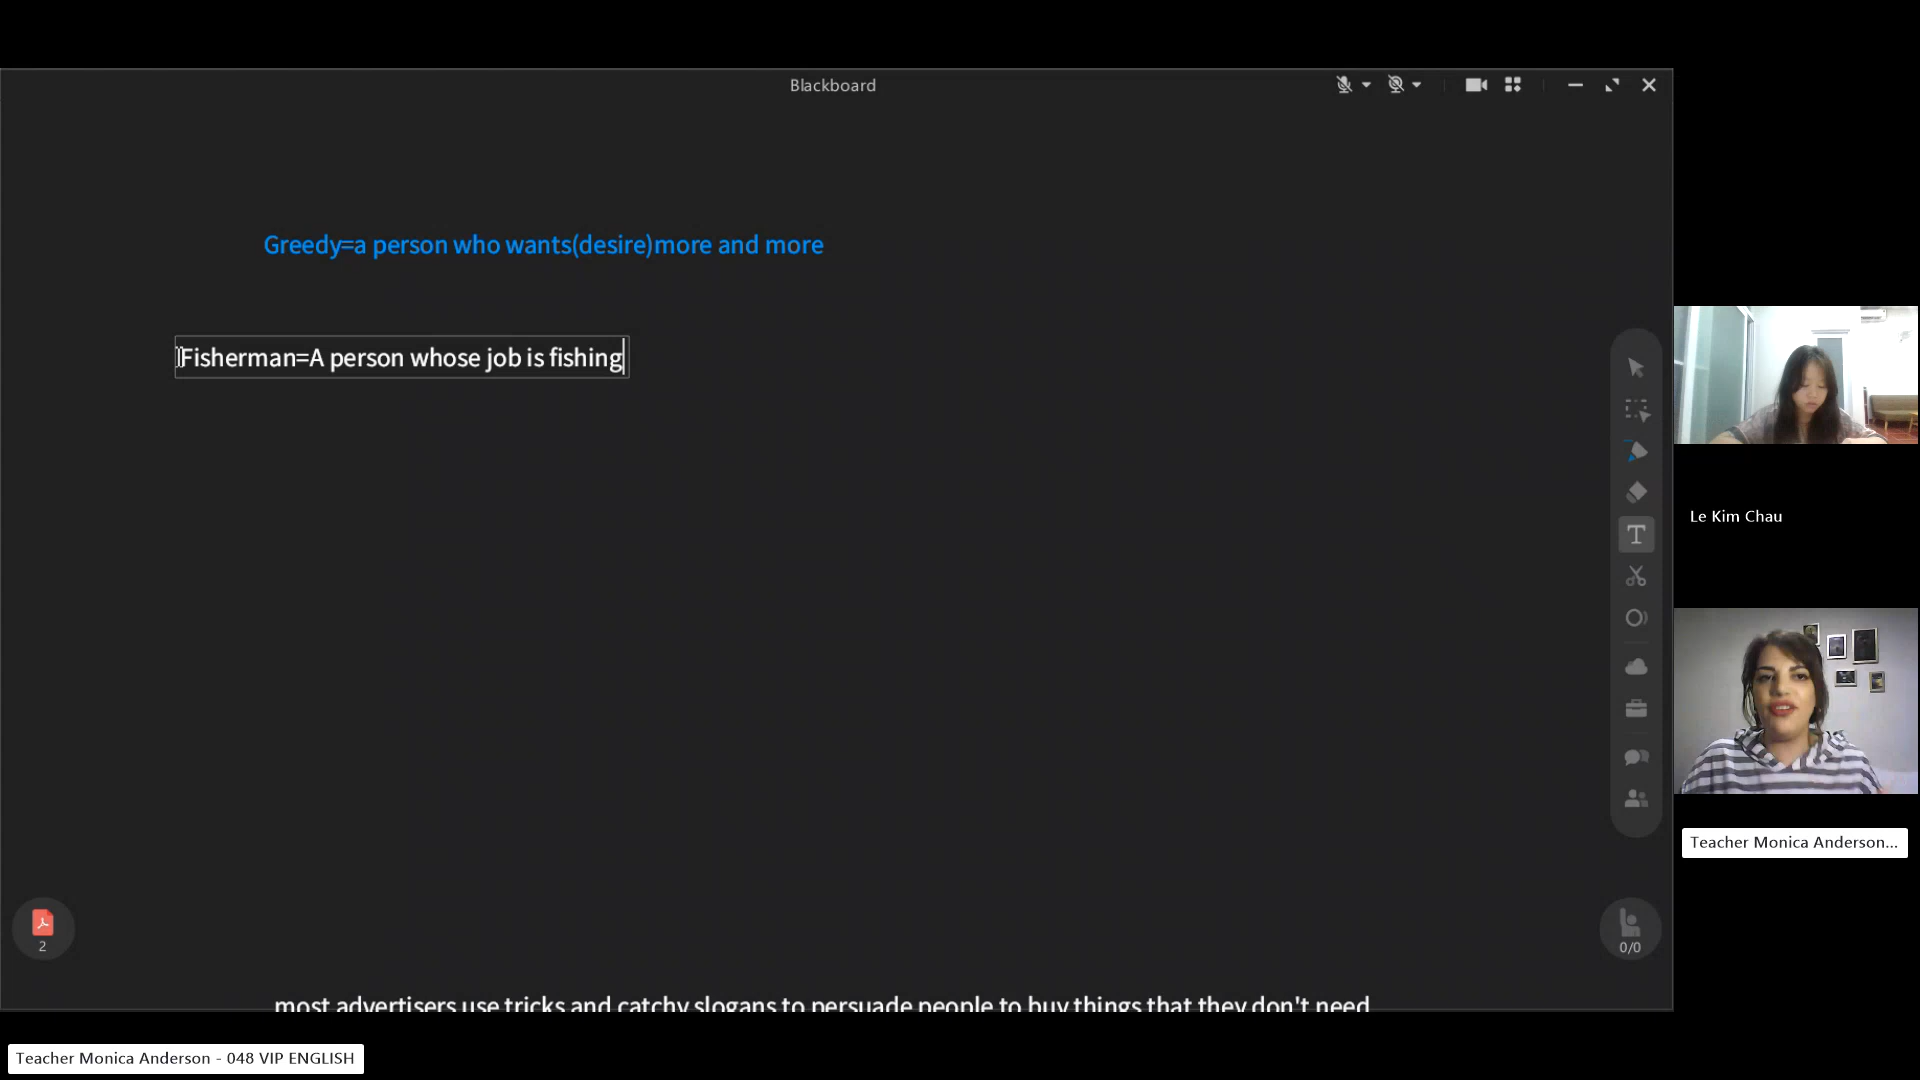 Blackboard
Greedy=a person who wants(desire)more and more
Fisherman=A person whose job is fishing
Le Kim Chau
Teacher Monica Anderson...
2
0/0
most advertisers use tricks and catchy slogans to persuade people to buy things that they don't need
Teacher Monica Anderson - 048 VIP ENGLISH